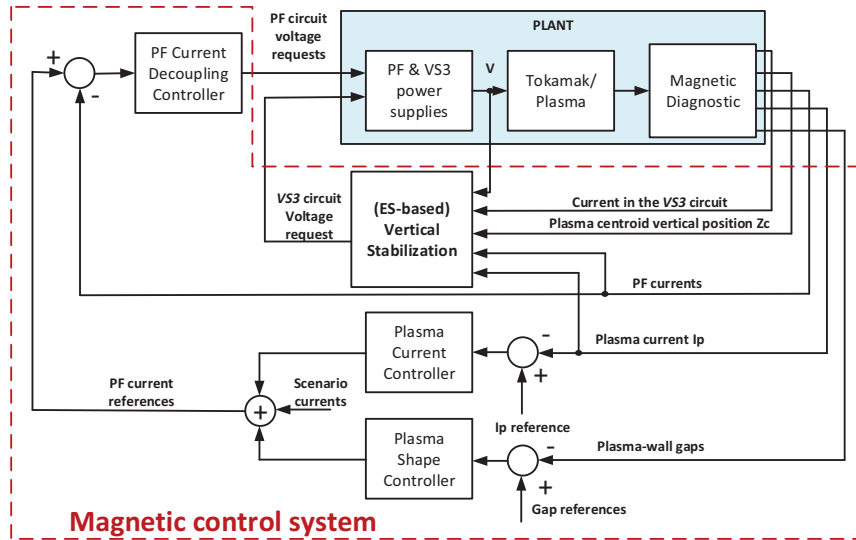 PF circuit
voltage
requests
PLANT
+
-
PF Current
Decoupling
Controller
PF & VS3
power
supplies
V
Tokamak/
Plasma
Magnetic
Diagnostic
VS3 circuit
Voltage
request
(ES-based)
Vertical
Stabilization
Current in the VS3 circuit
Plasma centroid vertical position Zc
PF currents
Plasma
Current
Controller
-
+
Plasma current Ip
PF current
references
Scenario
currents
+
Ip reference
Plasma
Shape
Controller
-
+
Plasma-wall gaps
Gap references
Magnetic control system